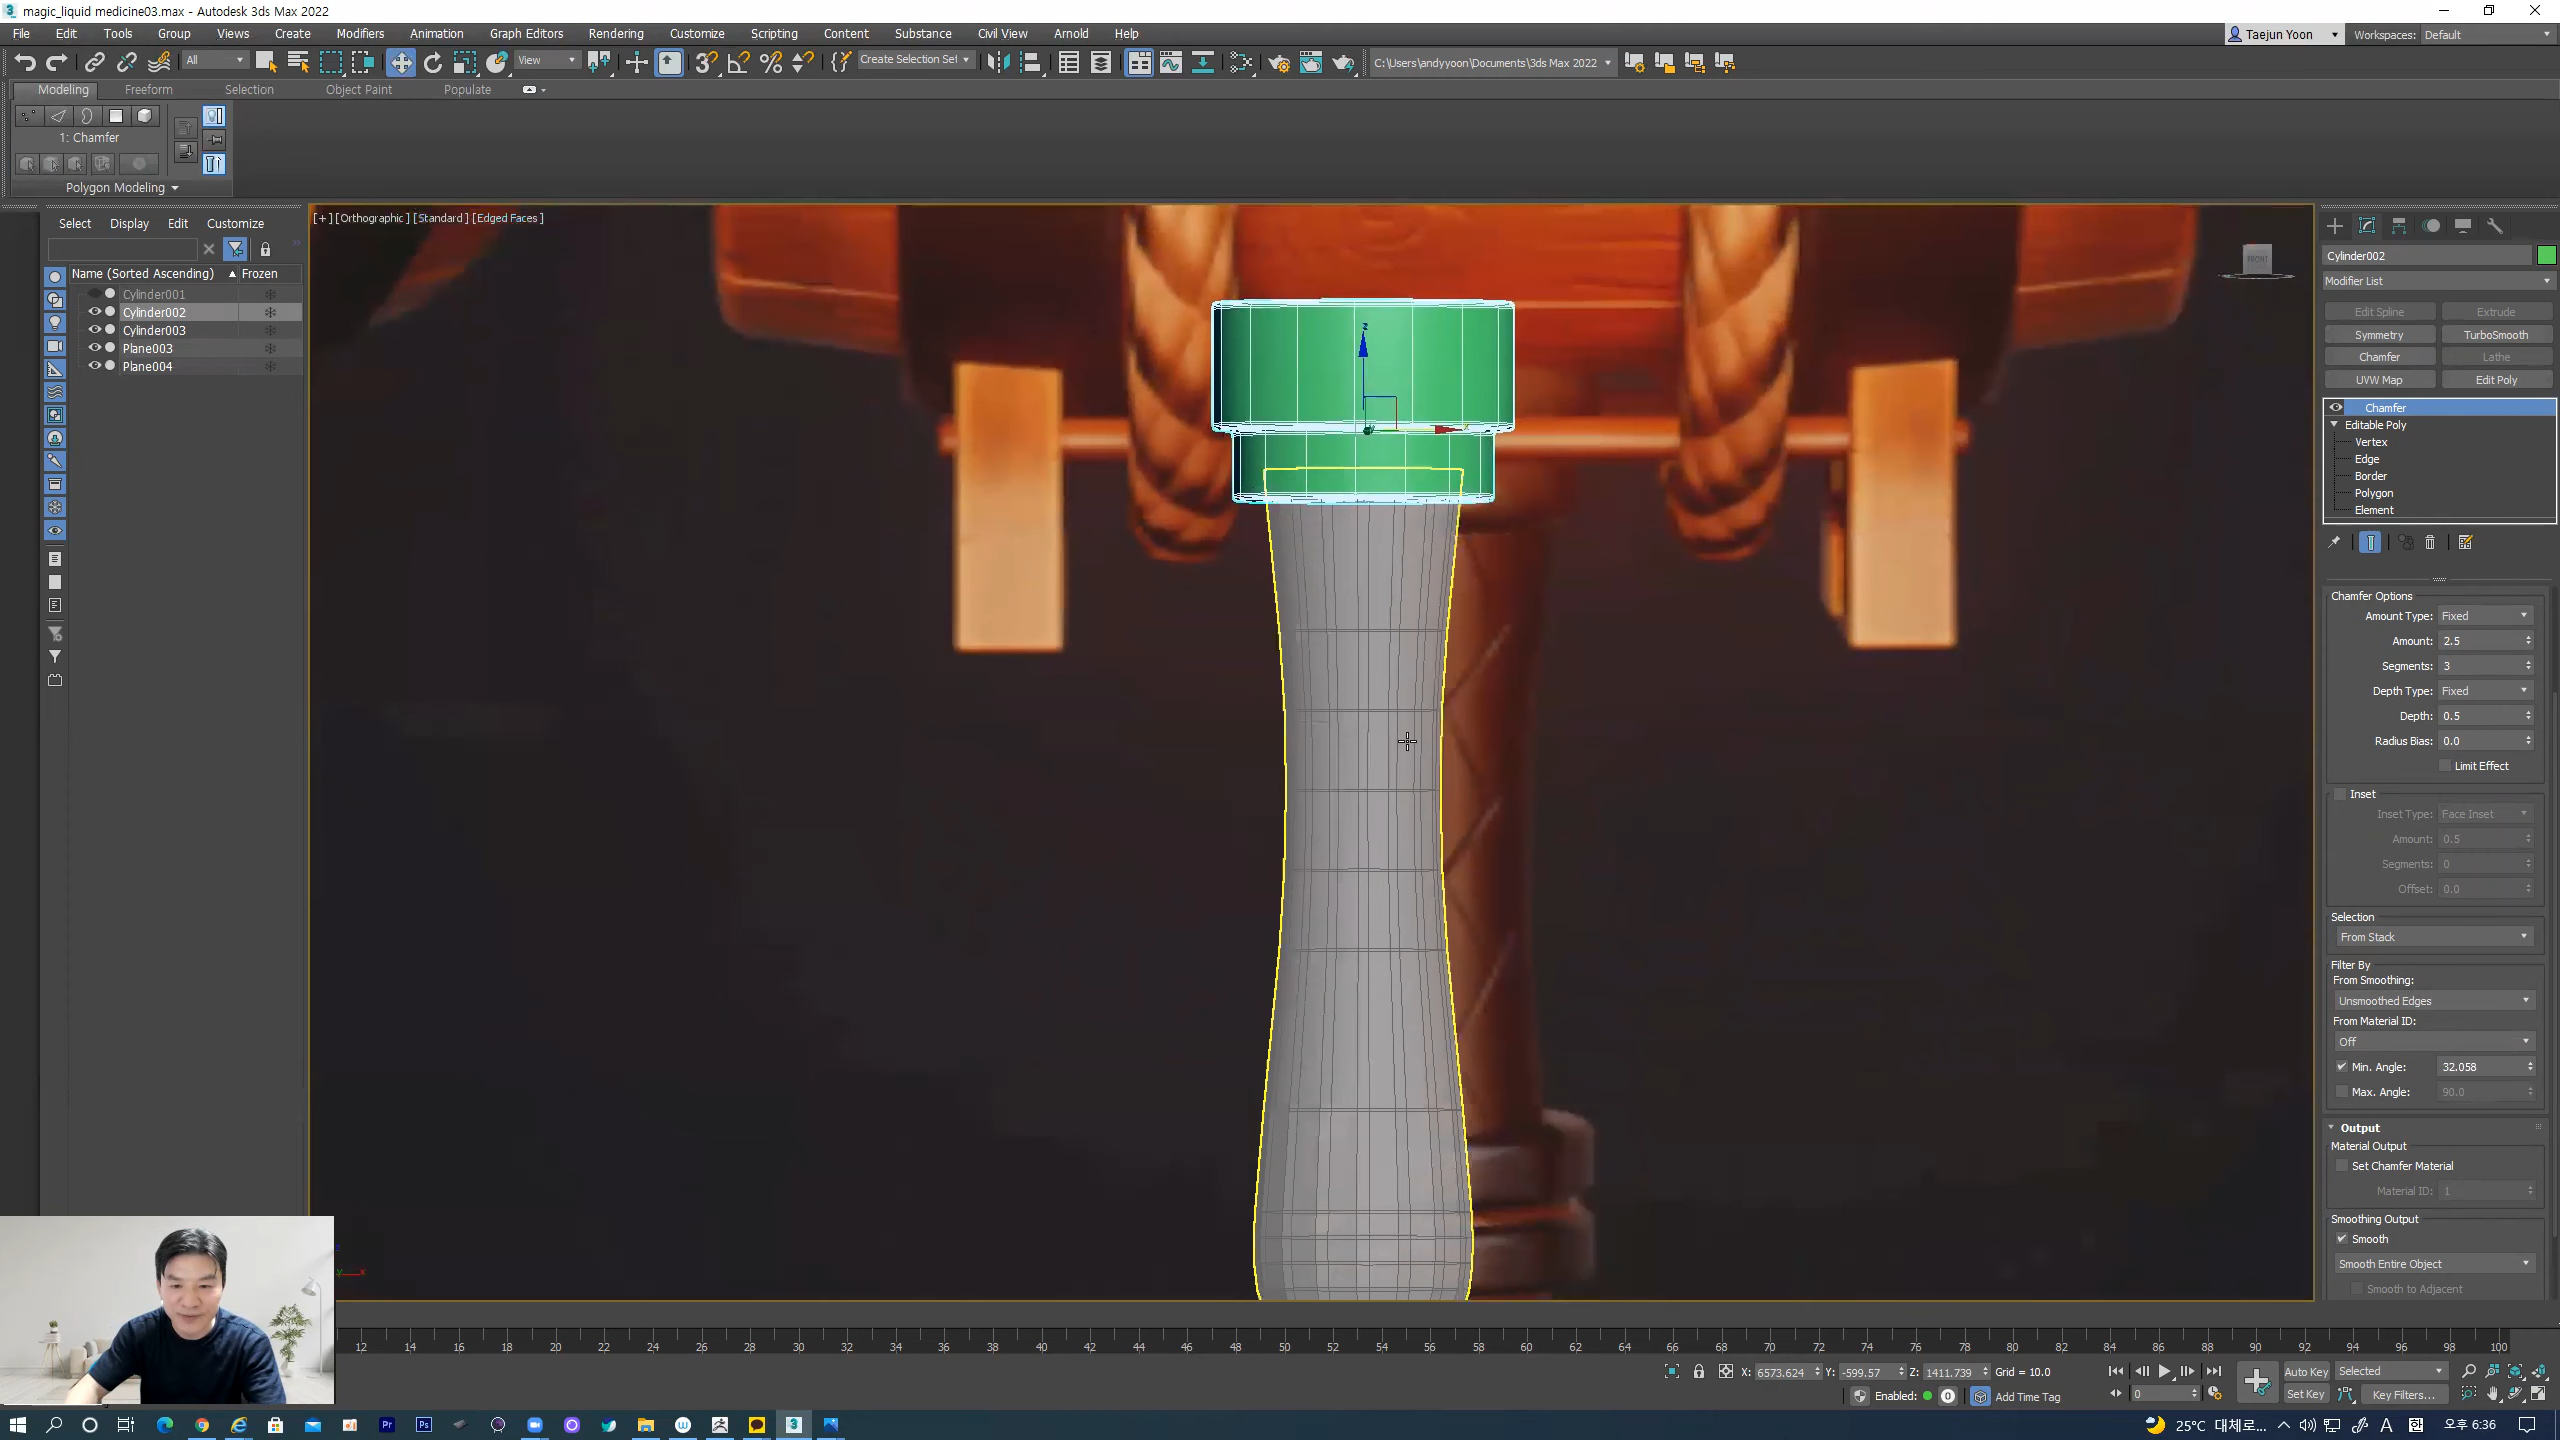 magic_liquid medicine03.max - Autodesk 3ds Max 2022
File Edit Tools Group Views Create Modifiers Animation Graph Editors Rendering Customize Scripting Content Substance Civil View Arnold Help
Taejun Yoon
Workspaces: Default
All
View
Create Selection Set
C:\Users\andyyoon\Documents\3ds Max 2022
Modeling Freeform Selection Object Paint Populate
1: Chamfer
Polygon Modeling
Select Display Edit Customize
Name (Sorted Ascending) Frozen
Cylinder001
Cylinder002
Cylinder003
Plane003
Plane004
[+] [Orthographic] [Standard] [Edged Faces]
FRONT
z
Cylinder002
Modifier List
Edit Spline Extrude
Symmetry TurboSmooth
Chamfer Lathe
UVW Map Edit Poly
Chamfer
Editable Poly
Vertex
Edge
Border
Polygon
Element
Chamfer Options
Amount Type: Fixed
Amount: 2.5
Segments: 3
Depth Type: Fixed
Depth: 0.5
Radius Bias: 0.0
Limit Effect
Inset
Inset Type: Face Inset
Amount: 0.5
Segments: 0
Offset: 0.0
Selection
From Stack
Filter By
From Smoothing:
Unsmoothed Edges
From Material ID:
Off
Min. Angle: 32.058
Max. Angle: 90.0
Output
Material Output
Set Chamfer Material
Material ID: 1
Smoothing Output
Smooth
Smooth Entire Object
Smooth to Adjacent
12 14 16 18 20 22 24 26 28 30 32 34 36 38 40 42 44 46 48 50 52 54 56 58 60 62 64 66 68 70 72 74 76 78 80 82 84 86 88 90 92 94 96 98 100
X: 6573.624 Y: -599.57 Z: 1411.739 Grid = 10.0
Enabled: 0 Add Time Tag
0
Auto Key Selected
Set Key Key Filters...
25°C 대체로... A 한 오후 6:36